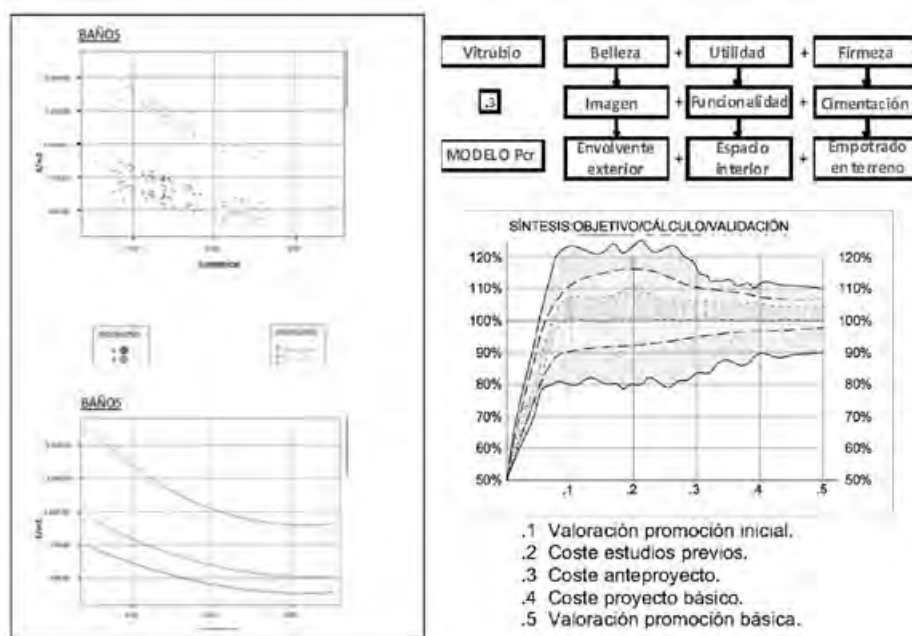 BAÑOS
BAÑOS
Vitrubio
Belleza + Utilidad + Firmeza
.3
Imagen + Funcionalidad + Cimentación
MODELO Pcr
Envolvente exterior + Espacio interior + Empotrado en terreno
SÍNTESIS:OBJETIVO/CÁLCULO/VALIDACIÓN
120% 120%
110% 110%
100% 100%
90% 90%
80% 80%
70% 70%
60% 60%
50% 50%
.1 .2 .3 .4 .5
.1 Valoración promoción inicial.
.2 Coste estudios previos.
.3 Coste anteproyecto.
.4 Coste proyecto básico.
.5 Valoración promoción básica.